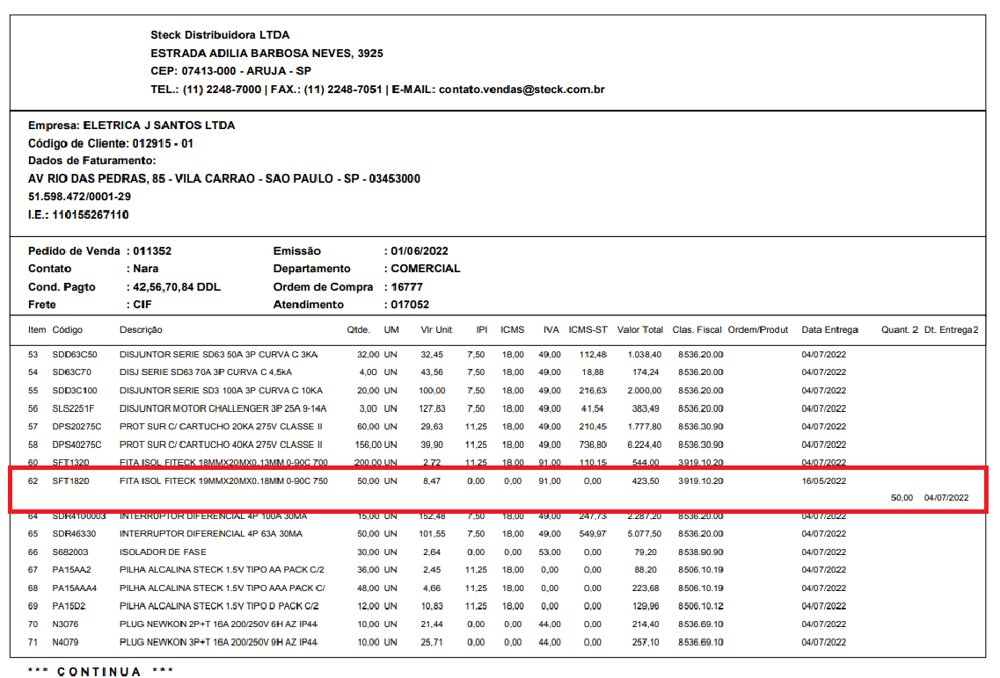 Steck Distribuidora LTDA
ESTRADA ADILIA BARBOSA NEVES, 3925
CEP: 07413-000 - ARUJA - SP
TEL.: (11) 2248-7000 | FAX.: (11) 2248-7051 | E-MAIL: contato.vendas@steck.com.br
Empresa: ELETRICA J SANTOS LTDA
Código de Cliente: 012915 - 01
Dados de Faturamento:
AV RIO DAS PEDRAS, 85 - VILA CARRAO - SAO PAULO - SP - 03453000
51.598.472/0001-29
I.E.: 110155267110
Pedido de Venda : 011352 Emissão : 01/06/2022
Contato : Nara Departamento : COMERCIAL
Cond. Pagto : 42,56,70,84 DDL Ordem de Compra : 16777
Frete : CIF Atendimento : 017052
Item Código Descrição Qtde. UM Vlr Unit IPI ICMS IVA ICMS-ST Valor Total Clas. Fiscal Ordem/Produt Data Entrega Quant. 2 Dt. Entrega2
53 SDD63C50 DISJUNTOR SERIE SD63 50A 3P CURVA C 3KA 32,00 UN 32,45 7,50 18,00 49,00 112,48 1.038,40 8536.20.00 04/07/2022
54 SD63C70 DISJ SERIE SD63 70A 3P CURVA C 4,5kA 4,00 UN 43,56 7,50 18,00 49,00 18,88 174,24 8536.20.00 04/07/2022
55 SDD3C100 DISJUNTOR SERIE SD3 100A 3P CURVA C 10KA 20,00 UN 100,00 7,50 18,00 49,00 216,63 2.000,00 8536.20.00 04/07/2022
56 SLS2251F DISJUNTOR MOTOR CHALLENGER 3P 25A 9-14A 3,00 UN 127,83 7,50 18,00 49,00 41,54 383,49 8536.20.00 04/07/2022
57 DPS20275C PROT SUR C/ CARTUCHO 20KA 275V CLASSE II 60,00 UN 29,63 11,25 18,00 49,00 210,45 1.777,80 8536.30.90 04/07/2022
58 DPS40275C PROT SUR C/ CARTUCHO 40KA 275V CLASSE II 156,00 UN 39,90 11,25 18,00 49,00 736,80 6.224,40 8536.30.90 04/07/2022
60 SFT1320 FITA ISOL FITECK 18MMX20MX0.13MM 0-90C 700 200,00 UN 2,72 11,25 18,00 91,00 110,15 544,00 3919.10.20 04/07/2022
62 SFT1820 FITA ISOL FITECK 19MMX20MX0.18MM 0-90C 750 50,00 UN 8,47 0,00 0,00 91,00 0,00 423,50 3919.10.20 16/05/2022
50,00 04/07/2022
64 SDR4100003 INTERRUPTOR DIFERENCIAL 4P 100A 30MA 15,00 UN 152,48 7,50 18,00 49,00 247,73 2.287,20 8536.20.00 04/07/2022
65 SDR46330 INTERRUPTOR DIFERENCIAL 4P 63A 30MA 50,00 UN 101,55 7,50 18,00 49,00 549,97 5.077,50 8536.20.00 04/07/2022
66 S682003 ISOLADOR DE FASE 30,00 UN 2,64 0,00 0,00 53,00 0,00 79,20 8538.90.90 04/07/2022
67 PA15AA2 PILHA ALCALINA STECK 1.5V TIPO AA PACK C/2 36,00 UN 2,45 11,25 18,00 0,00 0,00 88,20 8506.10.19 04/07/2022
68 PA15AAA4 PILHA ALCALINA STECK 1.5V TIPO AAA PACK C/ 48,00 UN 4,66 11,25 18,00 0,00 0,00 223,68 8506.10.19 04/07/2022
69 PA15D2 PILHA ALCALINA STECK 1.5V TIPO D PACK C/2 12,00 UN 10,83 11,25 18,00 0,00 0,00 129,96 8506.10.12 04/07/2022
70 N3076 PLUG NEWKON 2P+T 16A 200/250V 6H AZ IP44 10,00 UN 21,44 0,00 0,00 44,00 0,00 214,40 8536.69.10 04/07/2022
71 N4079 PLUG NEWKON 3P+T 16A 200/250V 9H AZ IP44 10,00 UN 25,71 0,00 0,00 44,00 0,00 257,10 8536.69.10 04/07/2022
*** C O N T I N U A ***